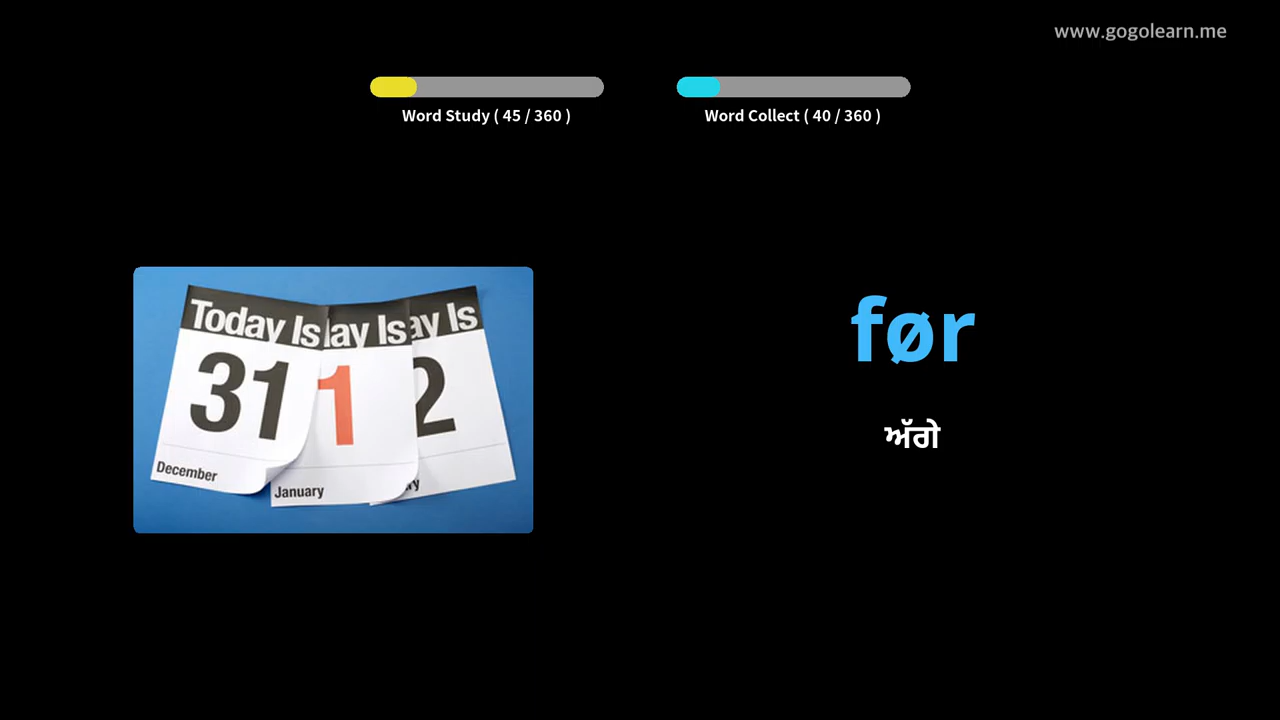 www.gogolearn.me
Word Study ( 45 / 360 )
Word Collect ( 40 / 360 )
Today Is
31
December
day Is
1
January
ay Is
2
ry
før
ਅੱਗੇ